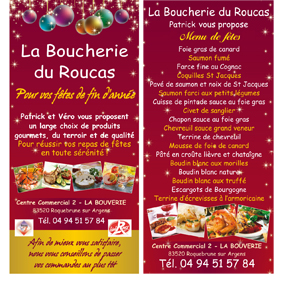 La Boucherie
du Roucas
Pour vos fêtes de fin d'année
Patrick et Véro vous proposent
un large choix de produits
gourmets, du terroir et de qualité
Pour réussir tos repas de fêtes
en toute sérénité !
Centre Commercial 2 - LA BOUVERIE
83520 Roquebrune sur Argens
Tél. 04 94 51 57 84
Afin de mieux vous satisfaire,
nous vous conseillons de passer
vos commandes au plus tôt
La Boucherie du Roucas
Patrick vous propose
Menu de fêtes
Foie gras de canard
Saumon fumé
Farce fine au Cognac
Coquilles St Jacques
Pavé de saumon et noix de St Jacques
Saumon farci aux petits légumes
Cuisse de pintade sauce au foie gras
Civet de sanglier
Chapon sauce au foie gras
Chevreuil sauce grand veneur
Terrine de chevreuil
Mousse de foie de canard
Pâté en croûte lièvre et chataîgne
Boudin blanc aux morilles
Boudin blanc nature
Boudin blanc au truffé
Escargots de Bourgogne
Terrine d'écrevisses à l'armoricaine
Centre Commercial 2 - LA BOUVERIE
83520 Roquebrune sur Argens
Tél. 04 94 51 57 84